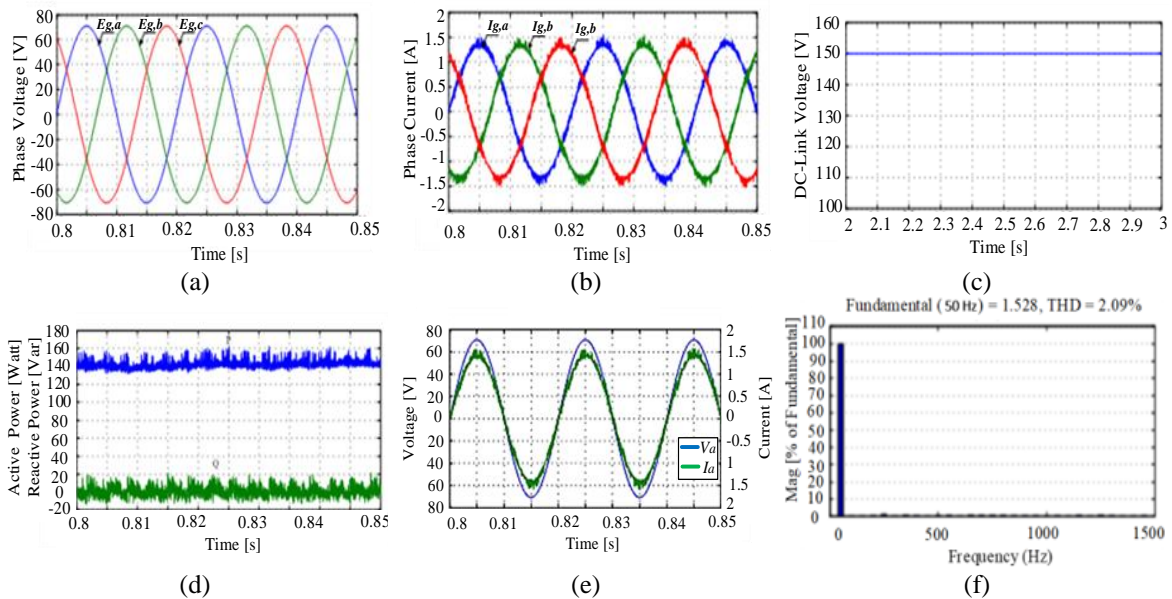 Phase Voltage [V]
80
60
40
20
0
-20
-40
-60
80
Eg,a Eg,b Eg,c
0.8 0.81 0.82 0.83 0.84 0.85
Time [s]
(a)
Phase Current [A]
2
1.5
1
0.5
0
-0.5
-1
-1.5
2
Ig,a Ig,b Ig,b
0.8 0.81 0.82 0.83 0.84 0.85
Time [s]
(b)
DC-Link Voltage [V]
160
150
140
130
120
110
100
2 2.1 2.2 2.3 2.4 2.5 2.6 2.7 2.8 2.9 3
Time [s]
(c)
Active Power [Watt]
Reactive Power [Var]
180
160
140
120
100
80
60
40
20
0
-20
P
Q
0.8 0.81 0.82 0.83 0.84 0.85
Time [s]
(d)
Voltage [V]
80
60
40
20
0
20
40
60
80
Va
Ia
2
1.5
1
0.5
0
-0.5
1
1.5
2
Current [A]
0.8 0.81 0.82 0.83 0.84 0.85
Time [s]
(e)
Fundamental (50 Hz) = 1.528, THD = 2.09%
Mag [% of Fundamental]
110
100
90
80
70
60
50
40
30
20
10
0
0 500 1000 1500
Frequency (Hz)
(f)